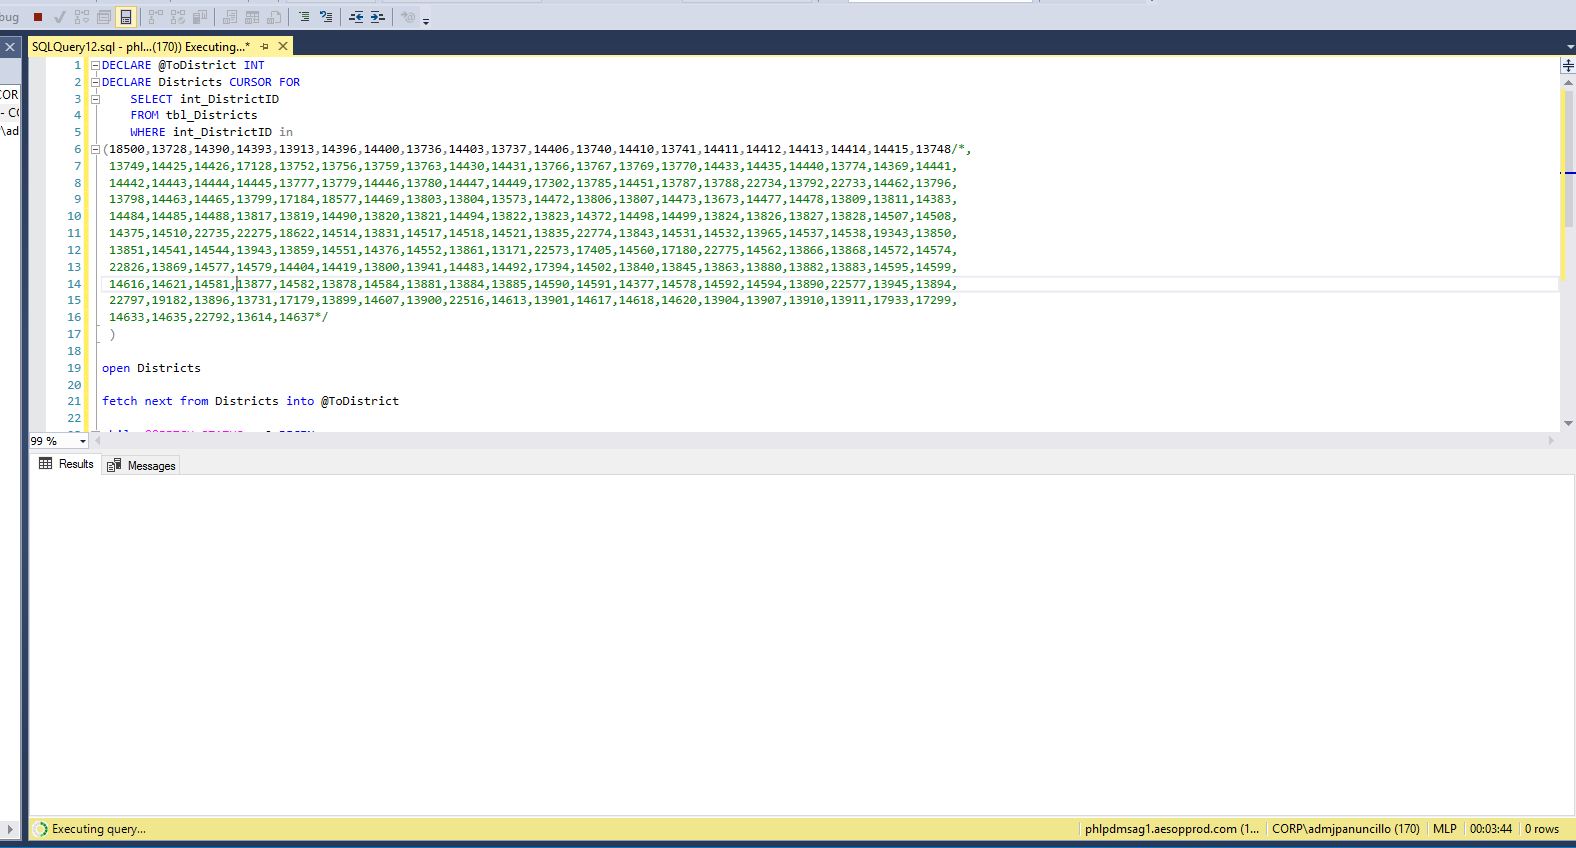 bug
SQLQuery12.sql - phl...(170)) Executing...*
COR
- CO
\ad
1 DECLARE @ToDistrict INT
2 DECLARE Districts CURSOR FOR
3 SELECT int_DistrictID
4 FROM tbl_Districts
5 WHERE int_DistrictID in
6 (18500,13728,14390,14393,13913,14396,14400,13736,14403,13737,14406,13740,14410,13741,14411,14412,14413,14414,14415,13748/*,
7 13749,14425,14426,17128,13752,13756,13759,13763,14430,14431,13766,13767,13769,13770,14433,14435,14440,13774,14369,14441,
8 14442,14443,14444,14445,13777,13779,14446,13780,14447,14449,17302,13785,14451,13787,13788,22734,13792,22733,14462,13796,
9 13798,14463,14465,13799,17184,18577,14469,13803,13804,13573,14472,13806,13807,14473,13673,14477,14478,13809,13811,14383,
10 14484,14485,14488,13817,13819,14490,13820,13821,14494,13822,13823,14372,14498,14499,13824,13826,13827,13828,14507,14508,
11 14375,14510,22735,22275,18622,14514,13831,14517,14518,14521,13835,22774,13843,14531,14532,13965,14537,14538,19343,13850,
12 13851,14541,14544,13943,13859,14551,14376,14552,13861,13171,22573,17405,14560,17180,22775,14562,13866,13868,14572,14574,
13 22826,13869,14577,14579,14404,14419,13800,13941,14483,14492,17394,14502,13840,13845,13863,13880,13882,13883,14595,14599,
14 14616,14621,14581,13877,14582,13878,14584,13881,13884,13885,14590,14591,14377,14578,14592,14594,13890,22577,13945,13894,
15 22797,19182,13896,13731,17179,13899,14607,13900,22516,14613,13901,14617,14618,14620,13904,13907,13910,13911,17933,17299,
16 14633,14635,22792,13614,14637*/
17 )
18
19 open Districts
20
21 fetch next from Districts into @ToDistrict
22
99 %
Results Messages
Executing query... phlpdmsag1.aesopprod.com (1... CORP\admjpanuncillo (170) MLP 00:03:44 0 rows